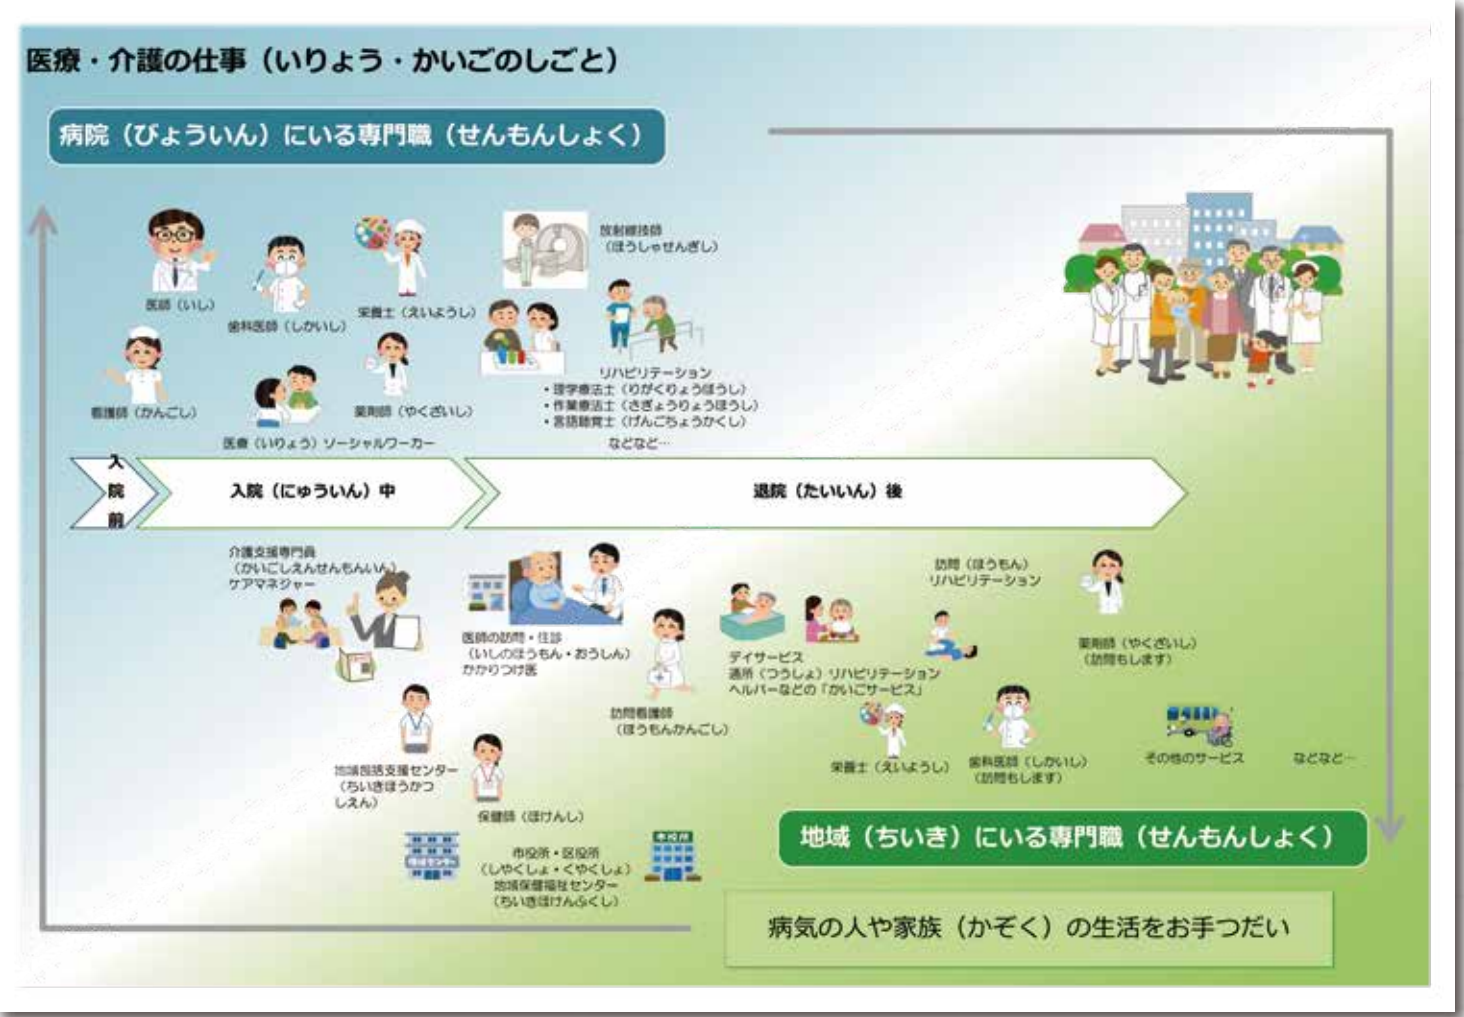 医療・介護の仕事（いりょう・かいごのしごと）
病院（びょういん）にいる専門職（せんもんしょく）
医師（いし）
歯科医師（しかいし）
栄養士（えいようし）
放射線技師
（ほうしゃせんぎし）
看護師（かんごし）
医療（いりょう）ソーシャルワーカー
薬剤師（やくざいし）
リハビリテーション
・理学療法士（りがくりょうほうし）
・作業療法士（さぎょうりょうほうし）
・言語聴覚士（げんごちょうかくし）
などなど…
入
院
前
入院（にゅういん）中
退院（たいいん）後
介護支援専門員
（かいごしえんせんもんいん）
ケアマネジャー
医師の訪問・往診
（いしのほうもん・おうしん）
かかりつけ医
訪問看護師
（ほうもんかんごし）
デイサービス
通所（つうしょ）リハビリテーション
ヘルパーなどの「かいごサービス」
訪問（ほうもん）
リハビリテーション
薬剤師（やくざいし）
（訪問もします）
地域包括支援センター
（ちいきほうかつ
しえん）
保健師（ほけんし）
栄養士（えいようし）
歯科医師（しかいし）
（訪問もします）
その他のサービス
などなど…
市役所・区役所
（しやくしょ・くやくしょ）
地域保健福祉センター
（ちいきほけんふくし）
市役所
地域（ちいき）にいる専門職（せんもんしょく）
病気の人や家族（かぞく）の生活をお手つだい